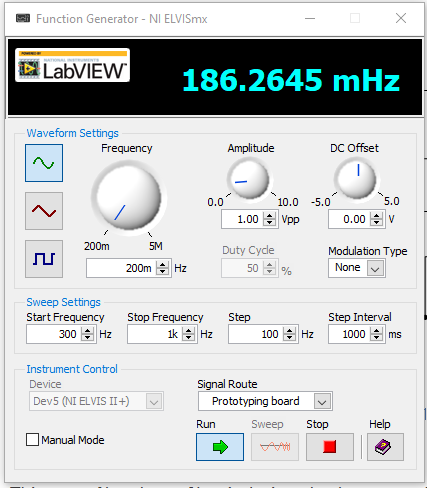 Function Generator - NI ELVISmx
POWERED BY
NATIONAL INSTRUMENTS
LabVIEW™
186.2645 mHz
Waveform Settings
Frequency
Amplitude
DC Offset
0.0 10.0 -5.0 5.0
200m 5M
1.00 Vpp 0.00 V
200m Hz
Duty Cycle
50 %
Modulation Type
None
Sweep Settings
Start Frequency Stop Frequency Step Step Interval
300 Hz 1k Hz 100 Hz 1000 ms
Instrument Control
Device
Dev5 (NI ELVIS II+)
Signal Route
Prototyping board
Run Sweep Stop Help
Manual Mode